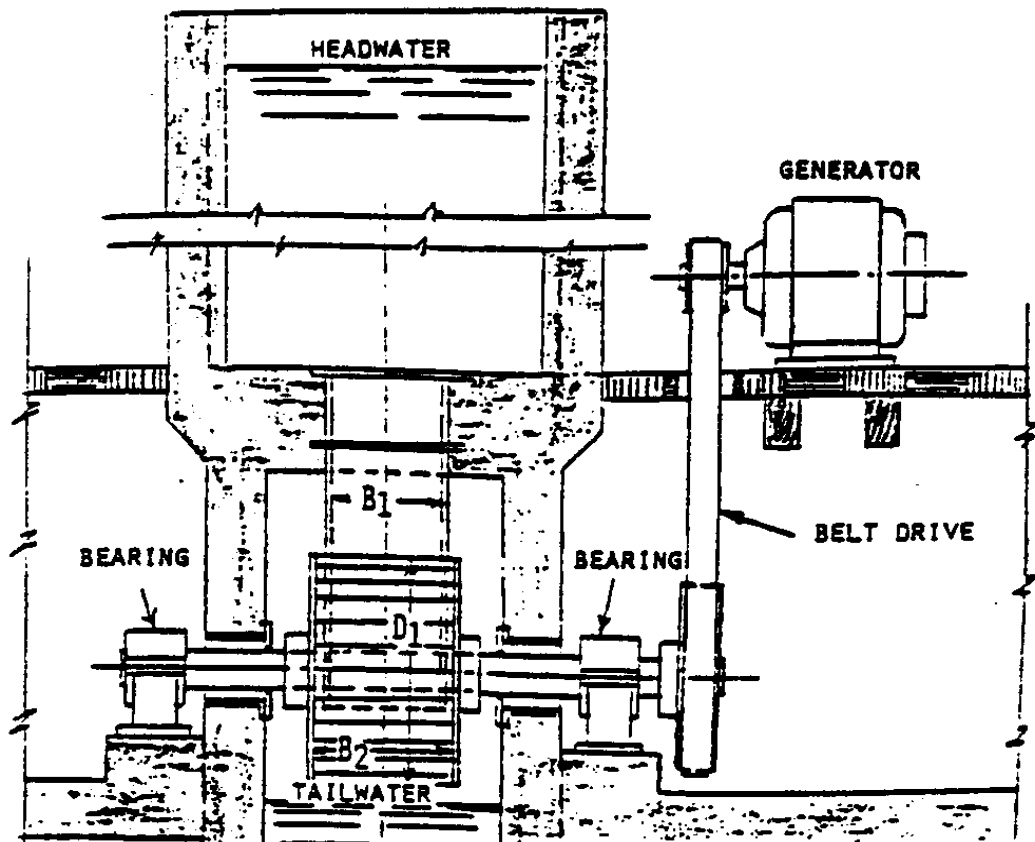 HEADWATER
GENERATOR
B1
BELT DRIVE
BEARING
BEARING
D1
B2
TAILWATER